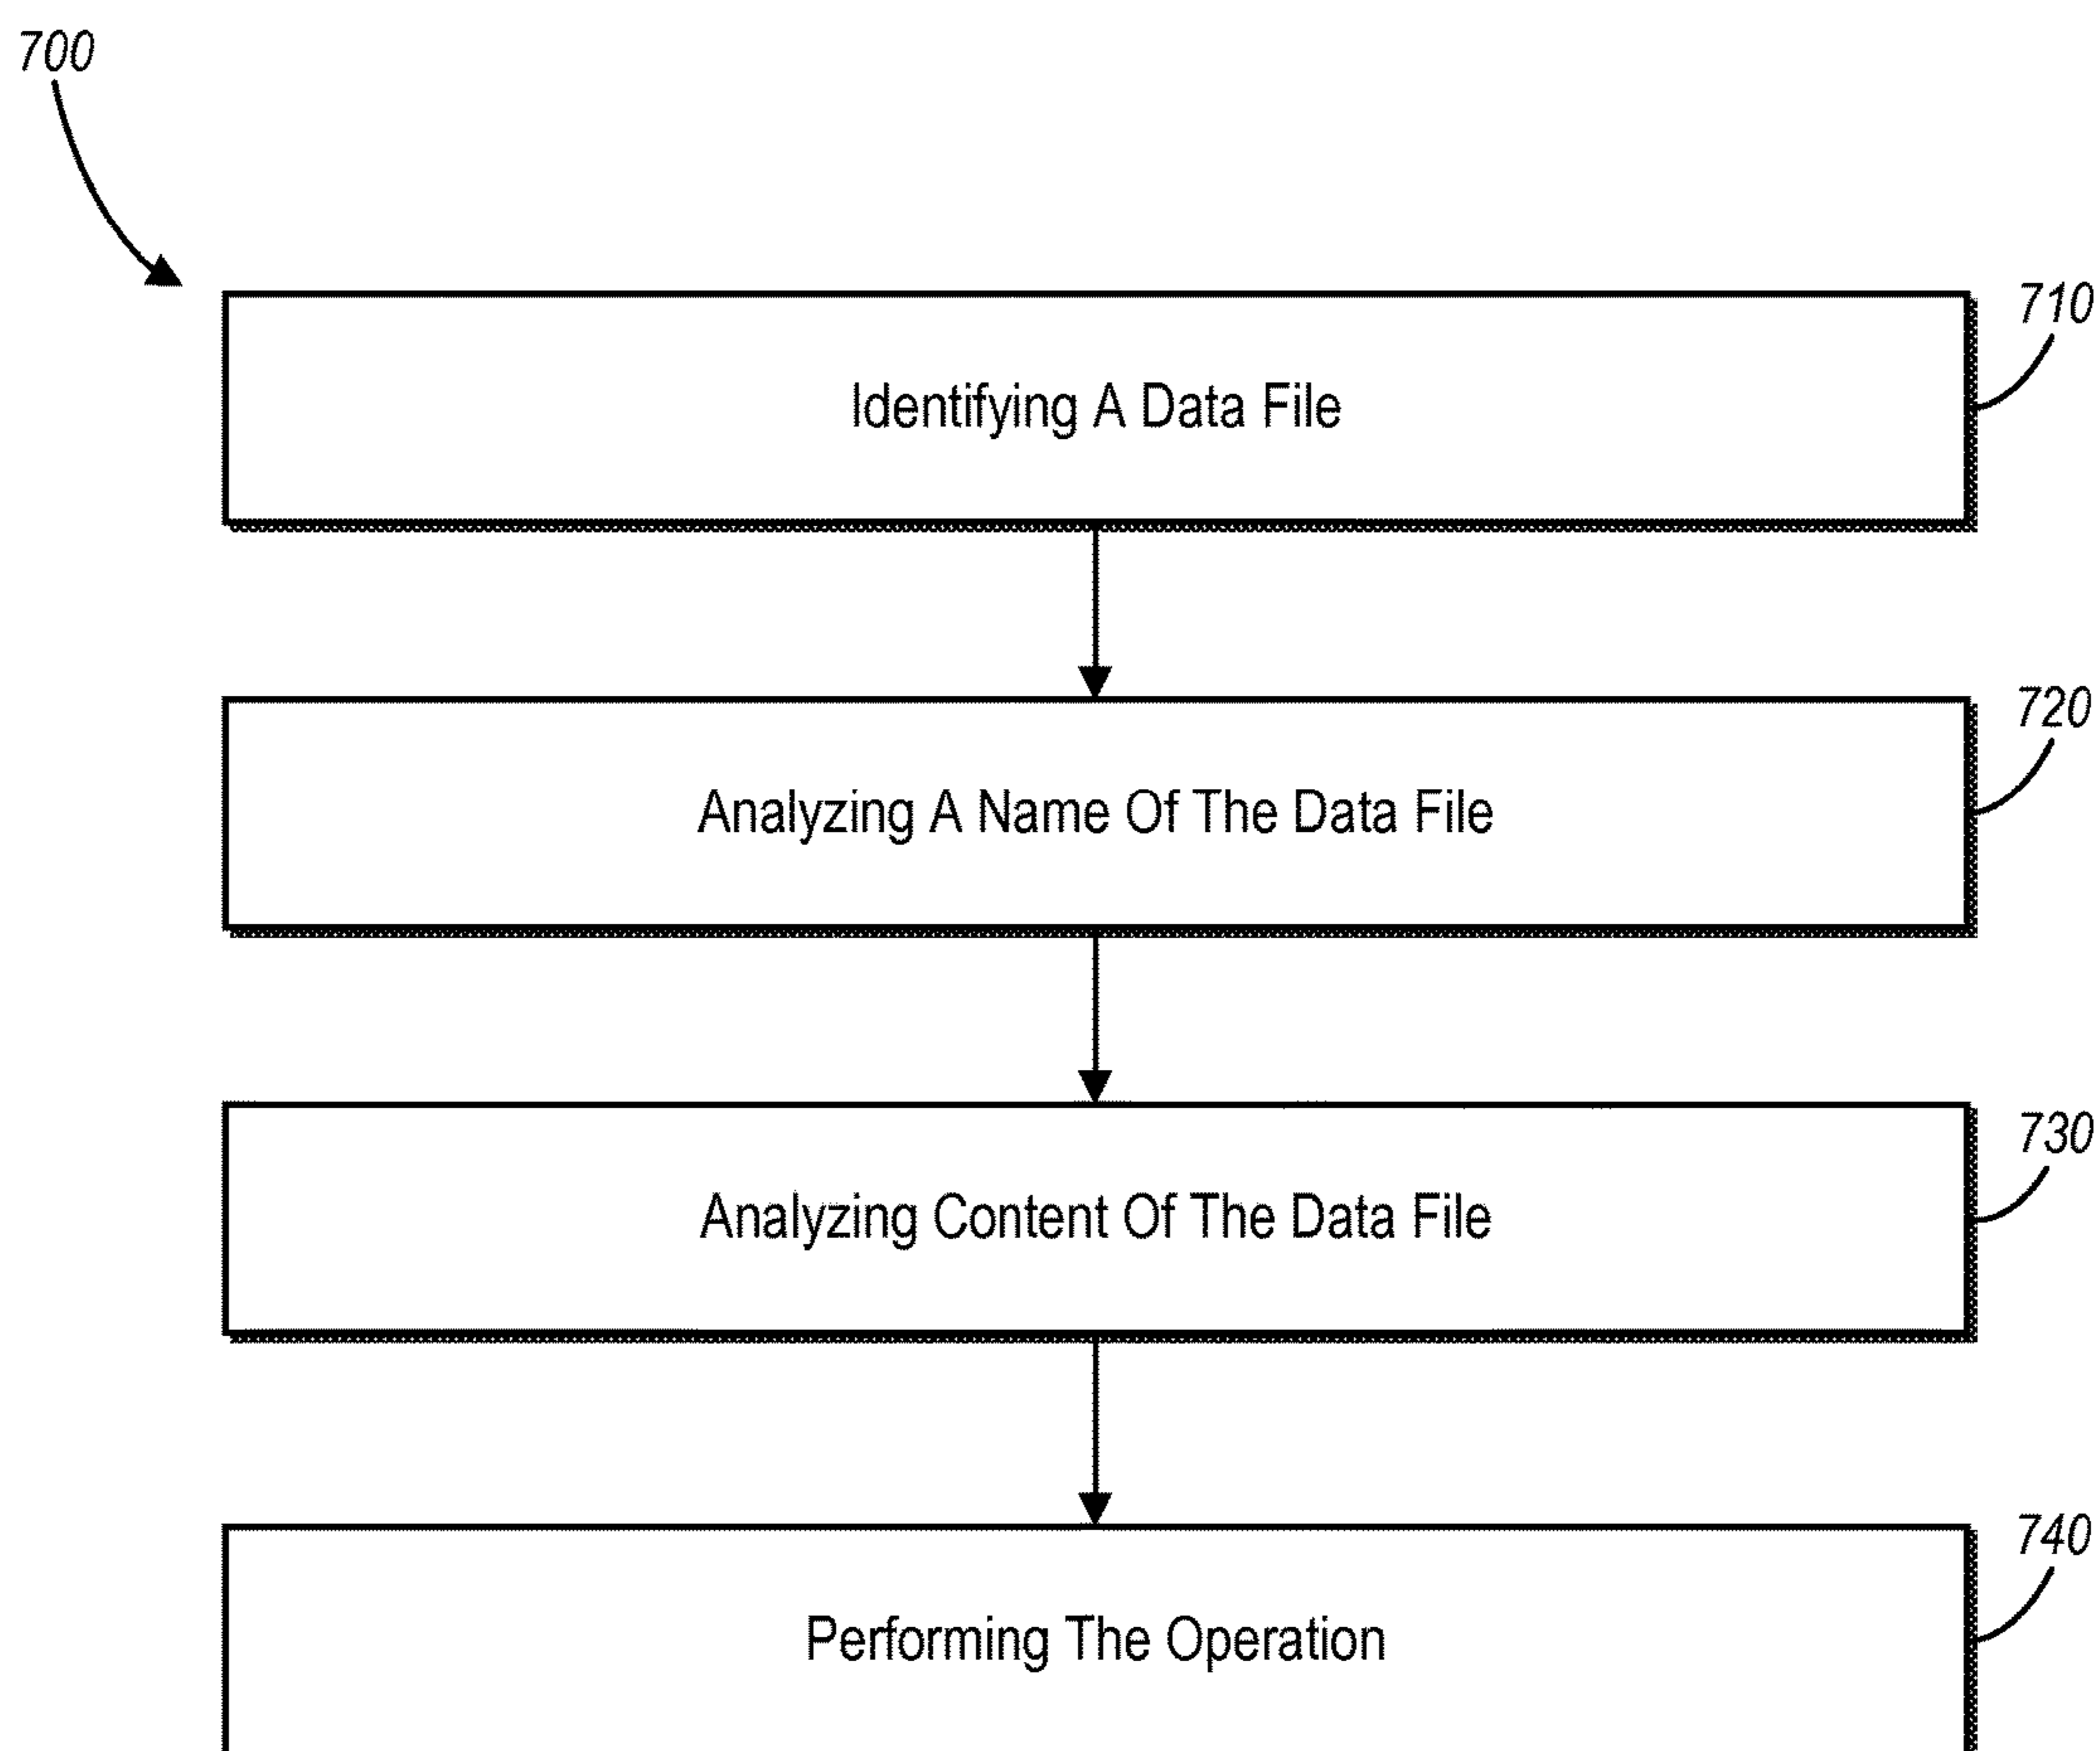 700
710
Identifying A Data File
720
Analyzing A Name Of The Data File
730
Analyzing Content Of The Data File
740
Performing The Operation